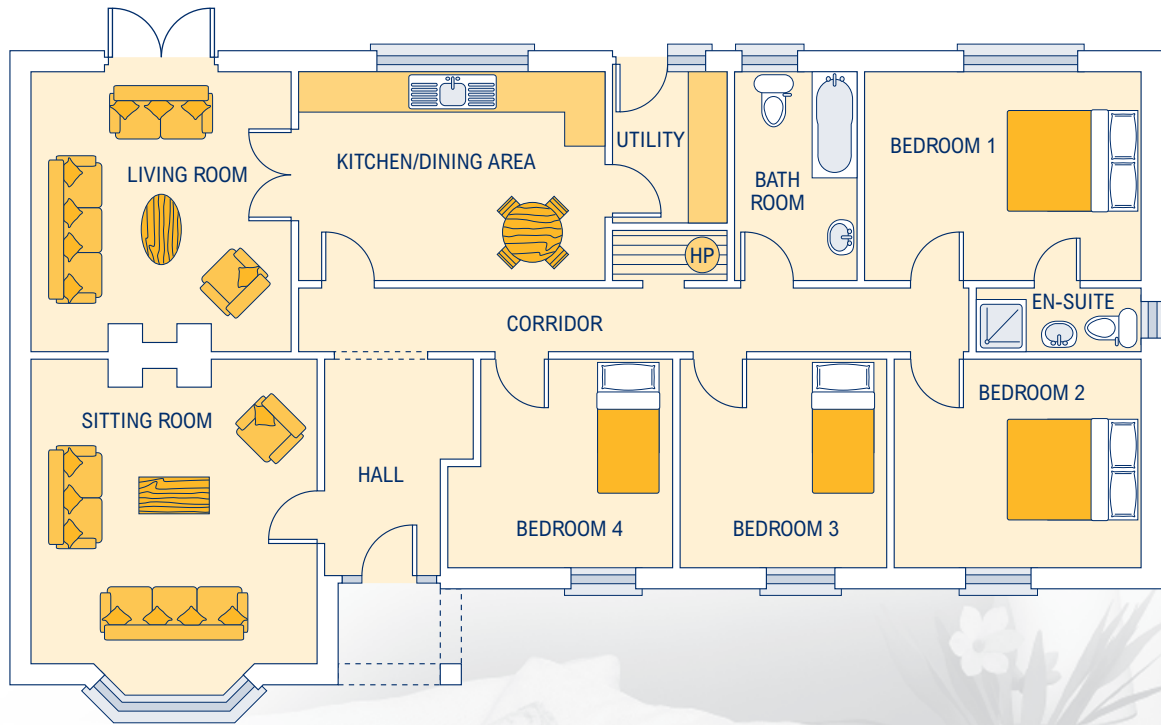 LIVING ROOM
KITCHEN/DINING AREA
UTILITY
HP
BATH
ROOM
BEDROOM 1
EN-SUITE
CORRIDOR
SITTING ROOM
HALL
BEDROOM 4
BEDROOM 3
BEDROOM 2